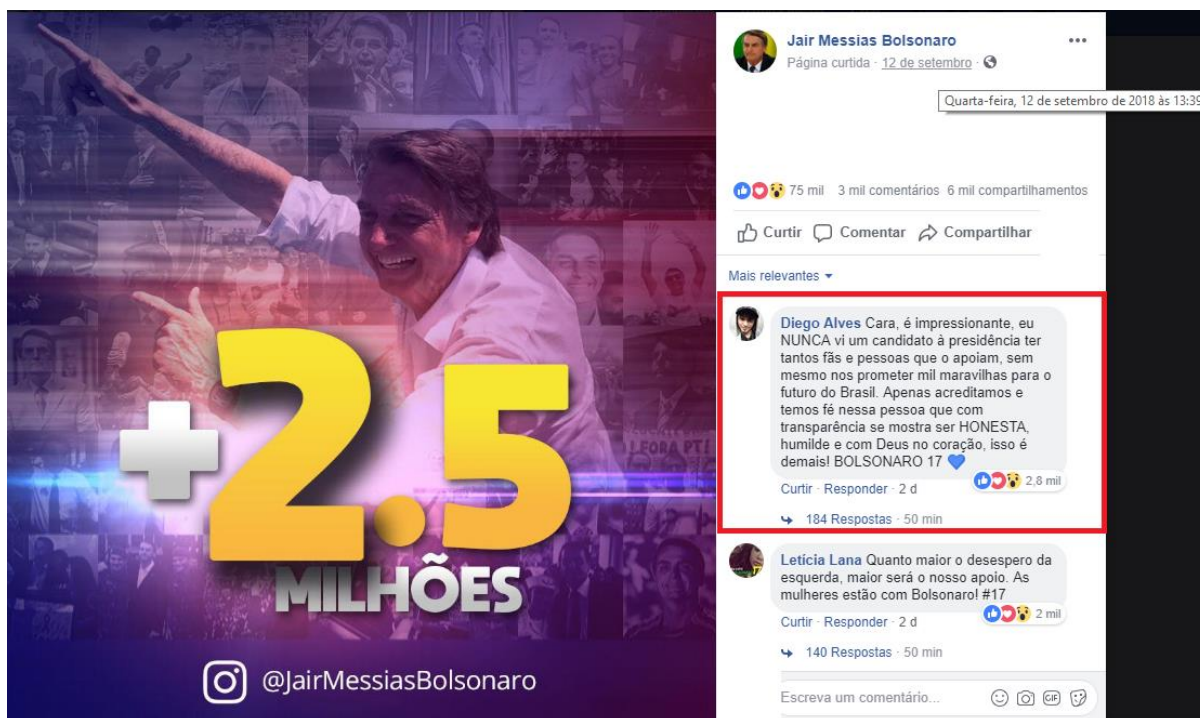 +2.5
MILHÕES
@JairMessiasBolsonaro
FORA PT!
Jair Messias Bolsonaro
Página curtida · 12 de setembro ·
Quarta-feira, 12 de setembro de 2018 às 13:39
75 mil 3 mil comentários 6 mil compartilhamentos
Curtir Comentar Compartilhar
Mais relevantes
Diego Alves Cara, é impressionante, eu
NUNCA vi um candidato à presidência ter
tantos fãs e pessoas que o apoiam, sem
mesmo nos prometer mil maravilhas para o
futuro do Brasil. Apenas acreditamos e
temos fé nessa pessoa que com
transparência se mostra ser HONESTA,
humilde e com Deus no coração, isso é
demais! BOLSONARO 17 💙
2,8 mil
Curtir · Responder · 2 d
184 Respostas · 50 min
Letícia Lana Quanto maior o desespero da
esquerda, maior será o nosso apoio. As
mulheres estão com Bolsonaro! #17
2 mil
Curtir · Responder · 2 d
140 Respostas · 50 min
Escreva um comentário...
GIF